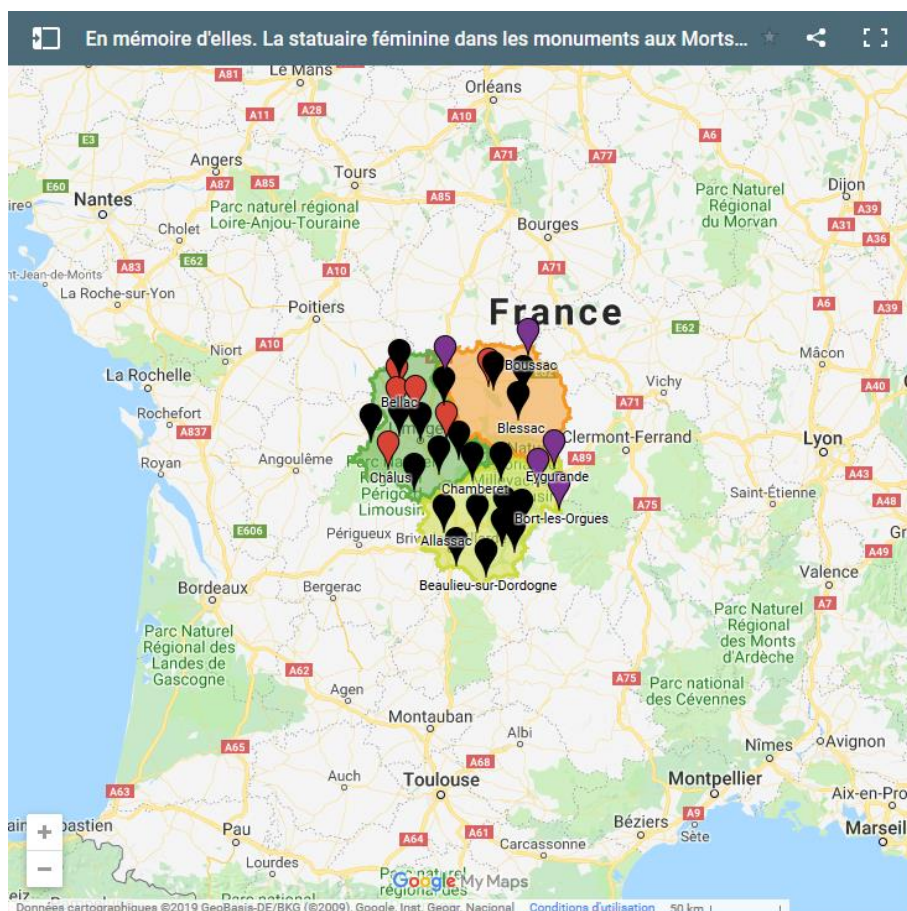 En mémoire d'elles. La statuaire féminine dans les monuments aux Morts...
A81
Le Mans
A28
Orléans
A10
A11
A6
A71
A77
E3
Angers
A87
A85
Tours
A85
E60
Nantes
Parc naturel régional
Loire-Anjou-Touraine
Parc Naturel
Régional
du Morvan
Dijon
A39
A31
A36
Cholet
E62
Bourges
A71
A83
A10
nt-Jean-de-Monts
La Roche-sur-Yon
Poitiers
France
E62
A6
A39
Niort
A10
Boussac
Mâcon
La Rochelle
Vichy
A40
Bellac
A71
Rochefort
A837
Blessac
Clermont-Ferrand
Lyon
Royan
Angoulême
A89
A42
Châlus
Chamberet
Eygurande
A43
Périgord
Limousin
A75
Saint-Étienne
A48
Bort-les-Orgues
E606
Périgueux
Allassac
A49
Beaulieu-sur-Dordogne
Valence
Bordeaux
Bergerac
A7
Parc Naturel
Régional des
Landes de
Gascogne
Parc Naturel
Régional
des Monts
d'Ardèche
A62
A75
Agen
Parc national
des Cévennes
Montauban
Albi
A65
A68
Nîmes
Avignon
Auch
Toulouse
Montpellier
A63
Aix-en-Pro
A9
Béziers
Sète
Marseil
Pau
A64
A61
Carcassonne
Lourdes
Google My Maps
Données cartographiques ©2019 GeoBasis-DE/BKG (©2009), Google, Inst. Geogr. Nacional
Conditions d'utilisation
50 km